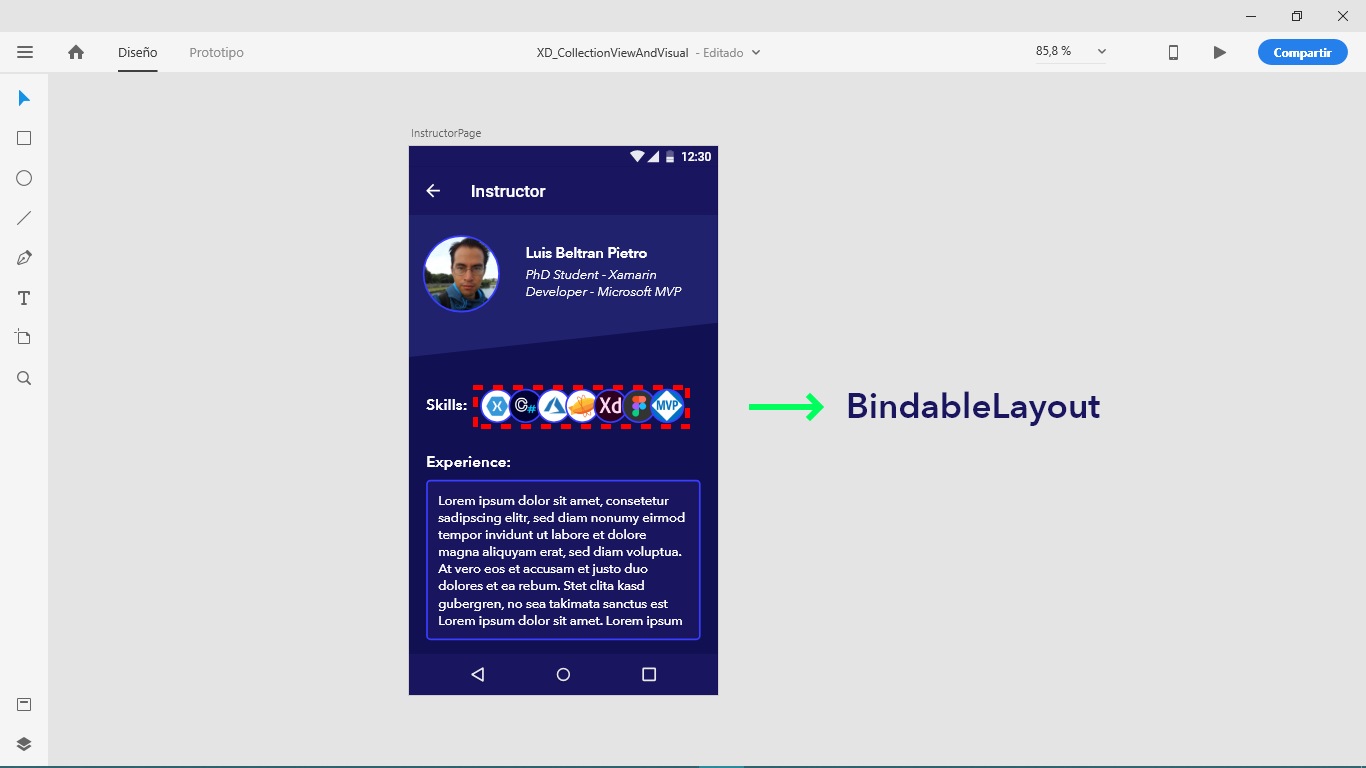 Diseño
Prototipo
XD_CollectionViewAndVisual - Editado
85,8 %
Compartir
InstructorPage
12:30
Instructor
Luis Beltran Pietro
PhD Student - Xamarin
Developer - Microsoft MVP
Skills:
C#
Xd
MVP
BindableLayout
Experience:
Lorem ipsum dolor sit amet, consetetur
sadipscing elitr, sed diam nonumy eirmod
tempor invidunt ut labore et dolore
magna aliquyam erat, sed diam voluptua.
At vero eos et accusam et justo duo
dolores et ea rebum. Stet clita kasd
gubergren, no sea takimata sanctus est
Lorem ipsum dolor sit amet. Lorem ipsum